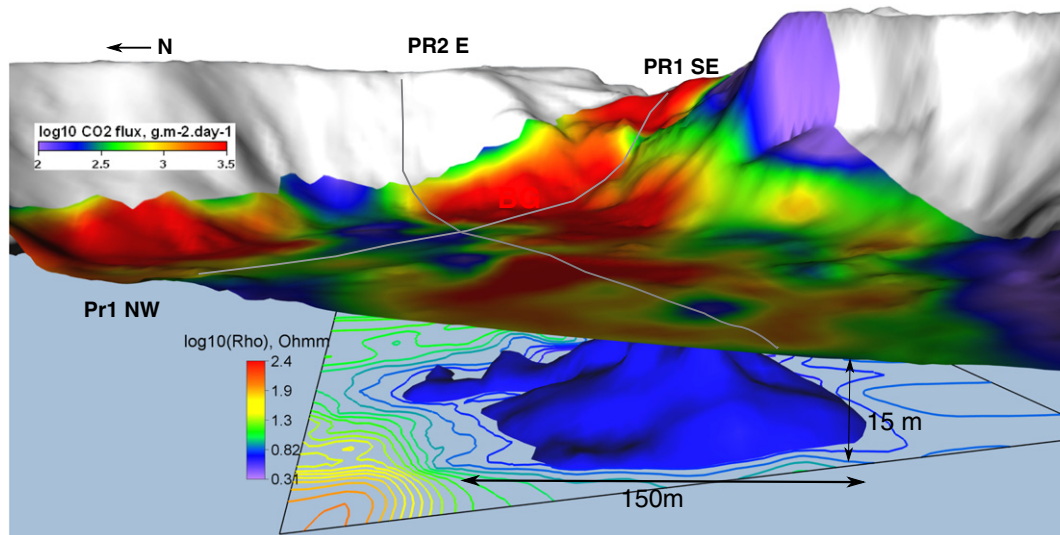 N
PR2 E
PR1 SE
log10 CO2 flux, g.m-2.day-1
2 2.5 3 3.5
BG
Pr1 NW
log10(Rho), Ohmm
2.4
1.9
1.3
0.82
0.31
15 m
150m